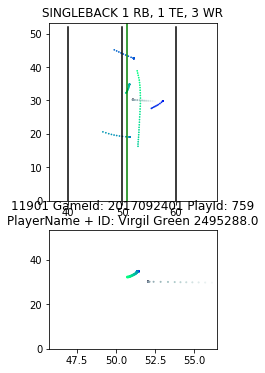 SINGLEBACK 1 RB, 1 TE, 3 WR
50
40
30
20
10
0
40 50 60
11901 GameId: 2017092401 PlayId: 759
PlayerName + ID: Virgil Green 2495288.0
40
20
0
47.5 50.0 52.5 55.0